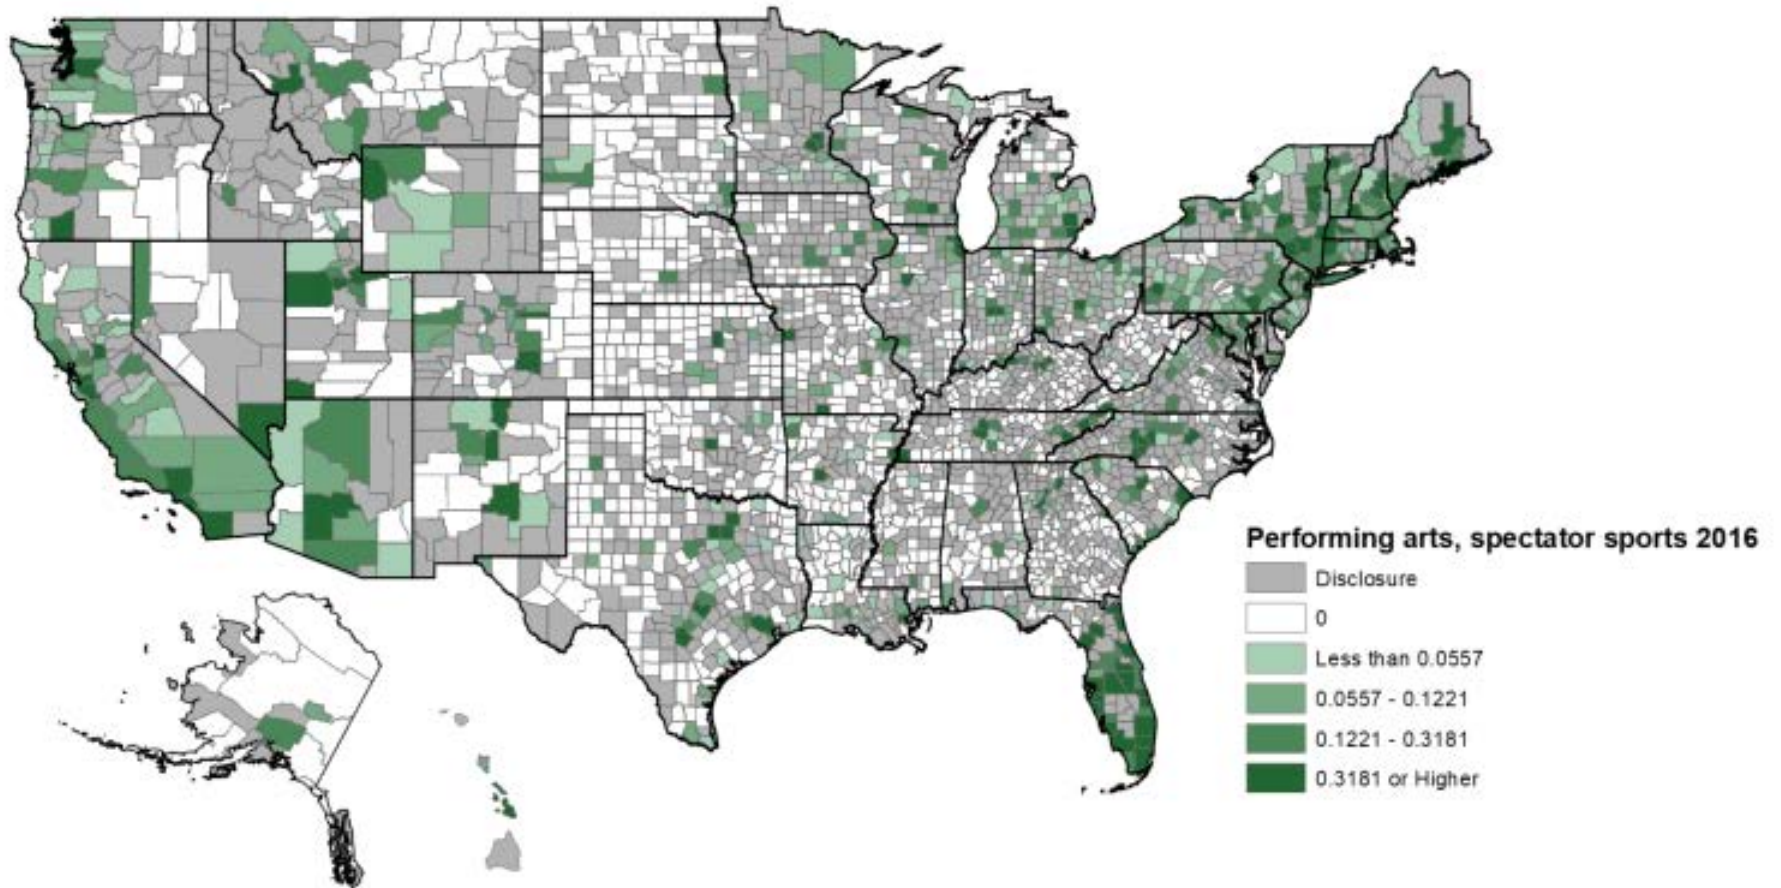 Performing arts, spectator sports 2016
Disclosure
0
Less than 0.0557
0.0557 - 0.1221
0.1221 - 0.3181
0.3181 or Higher